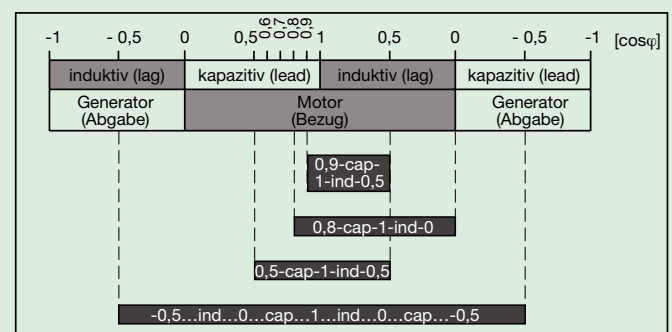 -1 - 0,5 0 0,5 0,6 0,7 0,8 0,9 1 0,5 0 - 0,5 -1 [cosφ]
induktiv (lag) kapazitiv (lead) induktiv (lag) kapazitiv (lead)
Generator Motor Generator
(Abgabe) (Bezug) (Abgabe)
0,9-cap-
1-ind-0,5
0,8-cap-1-ind-0
0,5-cap-1-ind-0,5
-0,5...ind...0...cap...1...ind...0...cap...-0,5